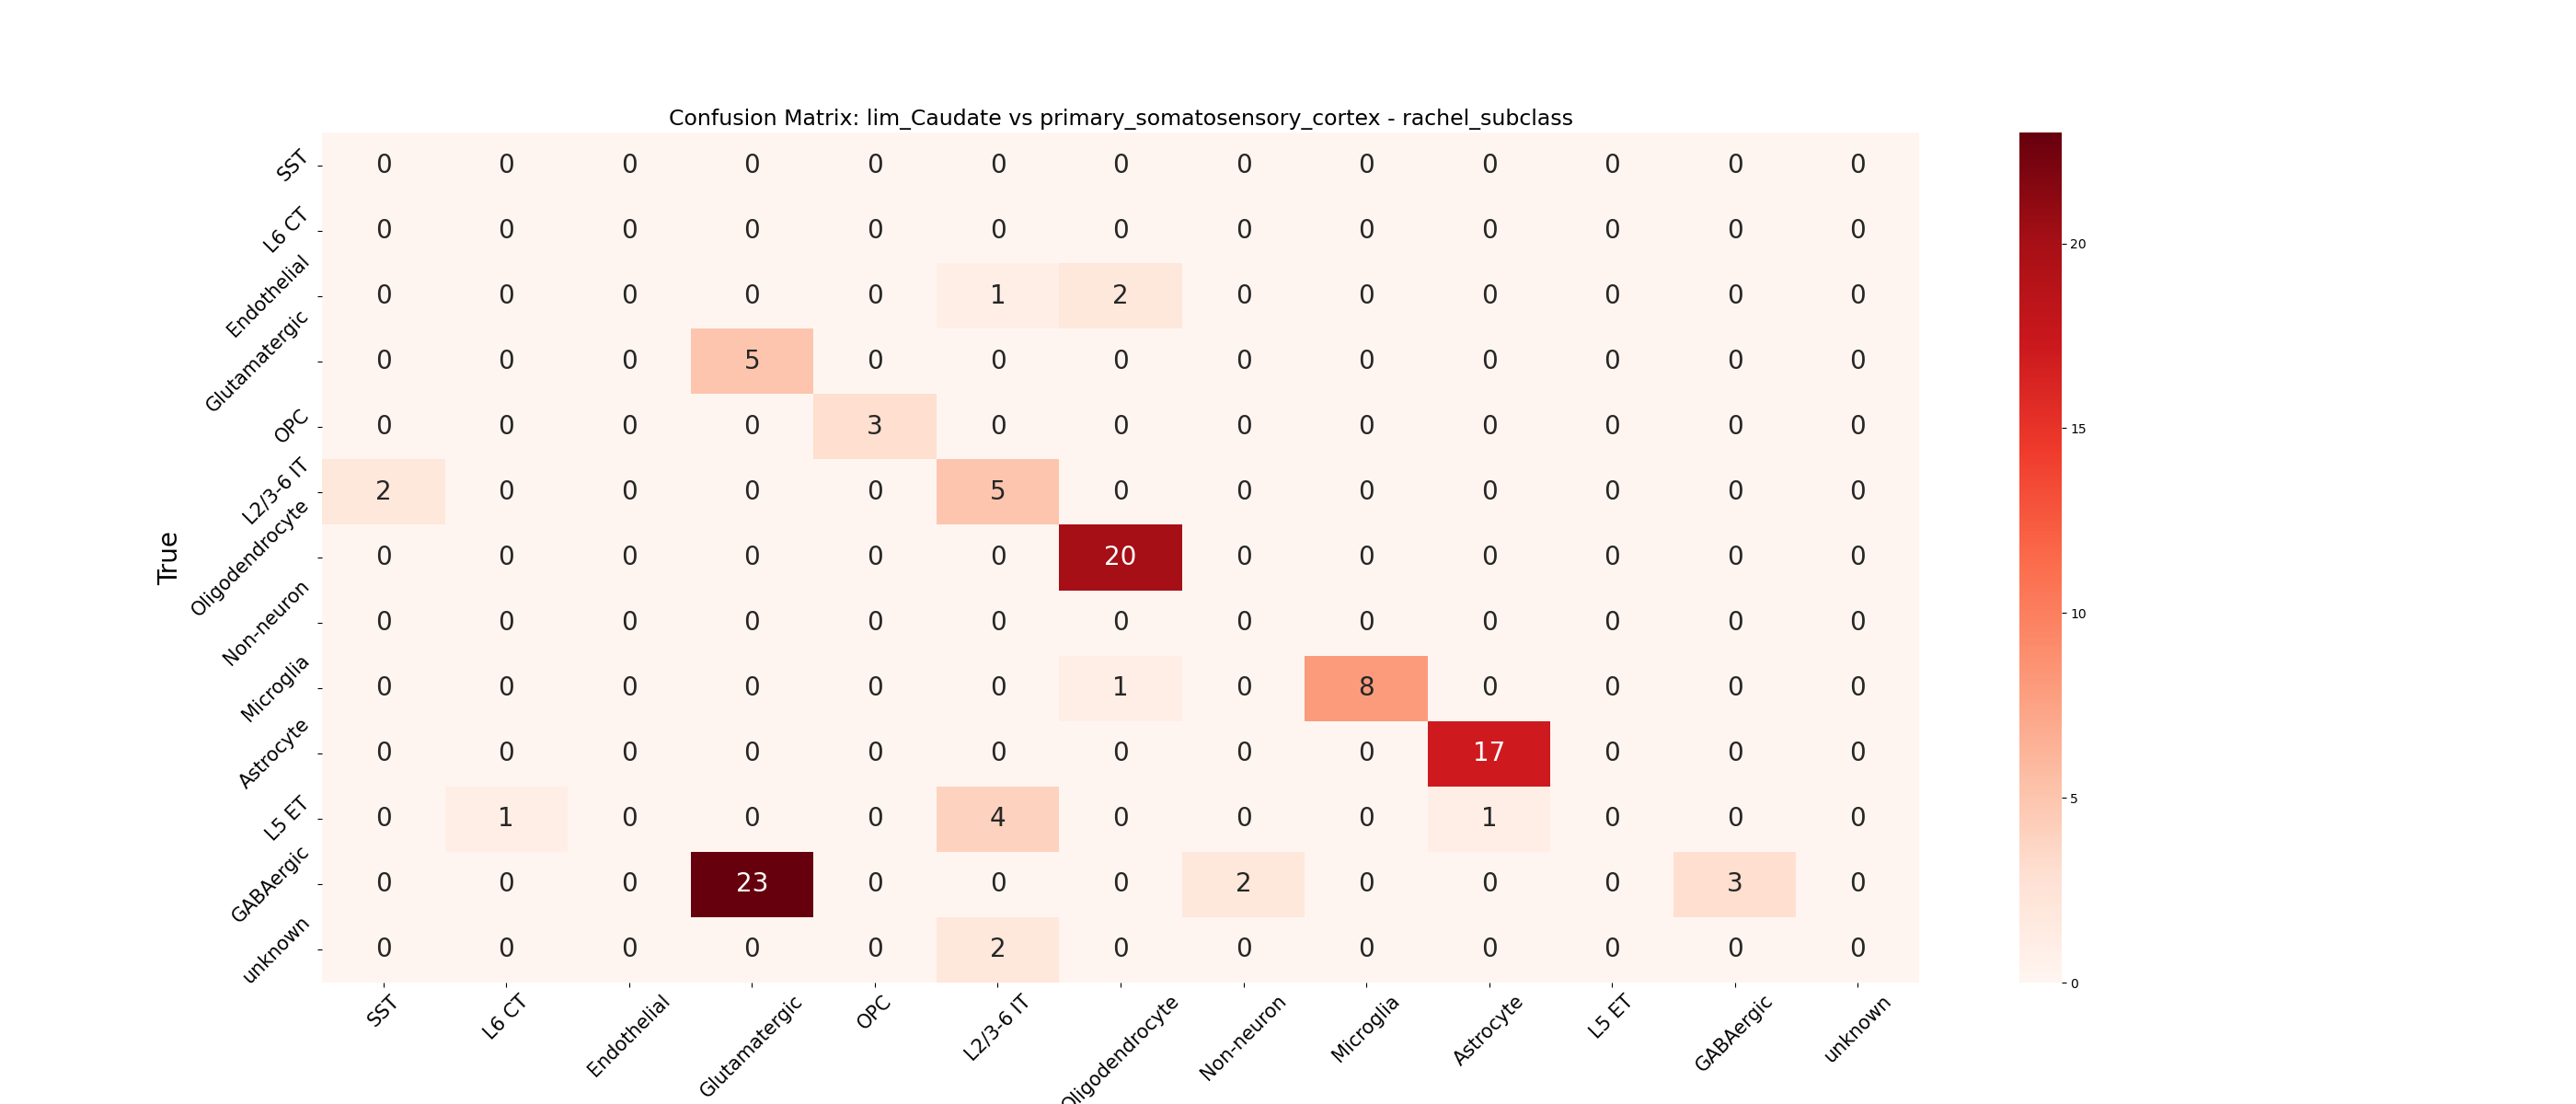 Confusion Matrix: lim_Caudate vs primary_somatosensory_cortex - rachel_subclass
True
SST 0 0 0 0 0 0 0 0 0 0 0 0 0
L6 CT 0 0 0 0 0 0 0 0 0 0 0 0 0
Endothelial 0 0 0 0 0 1 2 0 0 0 0 0 0
Glutamatergic 0 0 0 5 0 0 0 0 0 0 0 0 0
OPC 0 0 0 0 3 0 0 0 0 0 0 0 0
L2/3-6 IT 2 0 0 0 0 5 0 0 0 0 0 0 0
Oligodendrocyte 0 0 0 0 0 0 20 0 0 0 0 0 0
Non-neuron 0 0 0 0 0 0 0 0 0 0 0 0 0
Microglia 0 0 0 0 0 0 1 0 8 0 0 0 0
Astrocyte 0 0 0 0 0 0 0 0 0 17 0 0 0
L5 ET 0 1 0 0 0 4 0 0 0 1 0 0 0
GABAergic 0 0 0 23 0 0 0 2 0 0 0 3 0
unknown 0 0 0 0 0 2 0 0 0 0 0 0 0
SST L6 CT Endothelial Glutamatergic OPC L2/3-6 IT Oligodendrocyte Non-neuron Microglia Astrocyte L5 ET GABAergic unknown
20
15
10
5
0